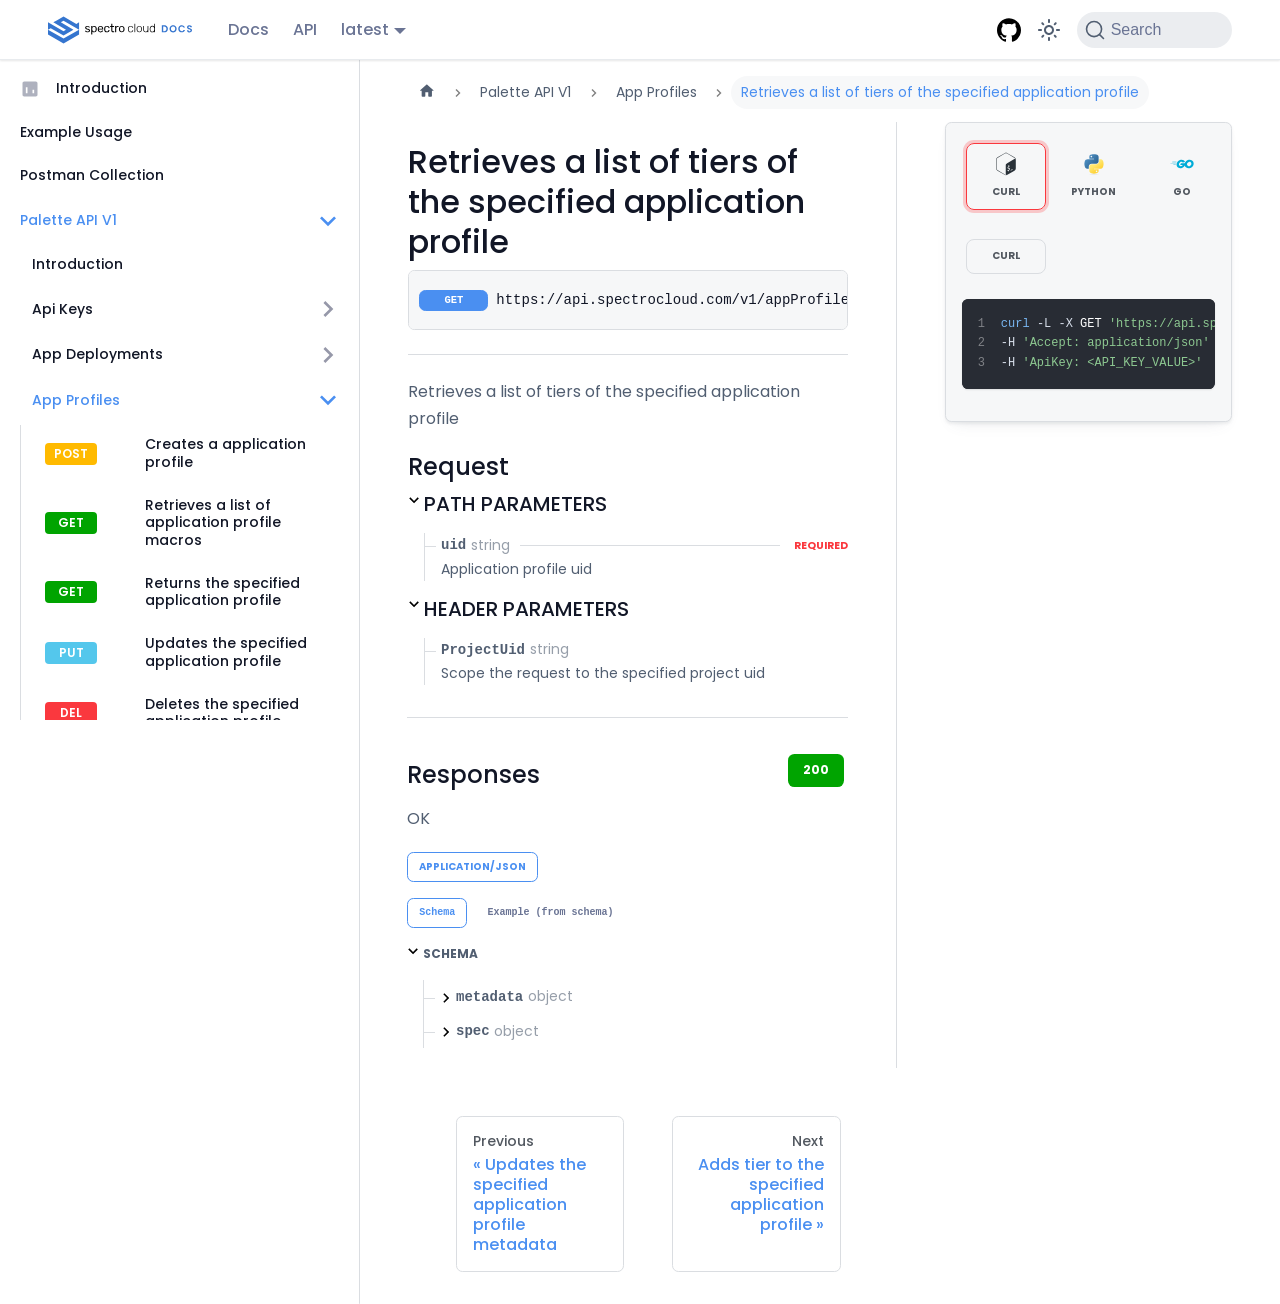 spectro cloud DOCS
Docs
API
latest
Search
Introduction
Example Usage
Postman Collection
Palette API V1
Introduction
Api Keys
App Deployments
App Profiles
POST Creates a application
profile
GET Retrieves a list of
application profile
macros
GET Returns the specified
application profile
PUT Updates the specified
application profile
DEL Deletes the specified
application profile
Palette API V1
App Profiles
Retrieves a list of tiers of the specified application profile
Retrieves a list of tiers of
the specified application
profile
GET https://api.spectrocloud.com/v1/appProfile
Retrieves a list of tiers of the specified application
profile
Request
PATH PARAMETERS
uid string REQUIRED
Application profile uid
HEADER PARAMETERS
ProjectUid string
Scope the request to the specified project uid
Responses
200
OK
APPLICATION/JSON
Schema
Example (from schema)
SCHEMA
metadata object
spec object
Previous
« Updates the
specified
application
profile
metadata
Next
Adds tier to the
specified
application
profile »
CURL
PYTHON
GO
GO
CURL
1 curl -L -X GET 'https://api.sp
2 -H 'Accept: application/json'
3 -H 'ApiKey: <API_KEY_VALUE>'